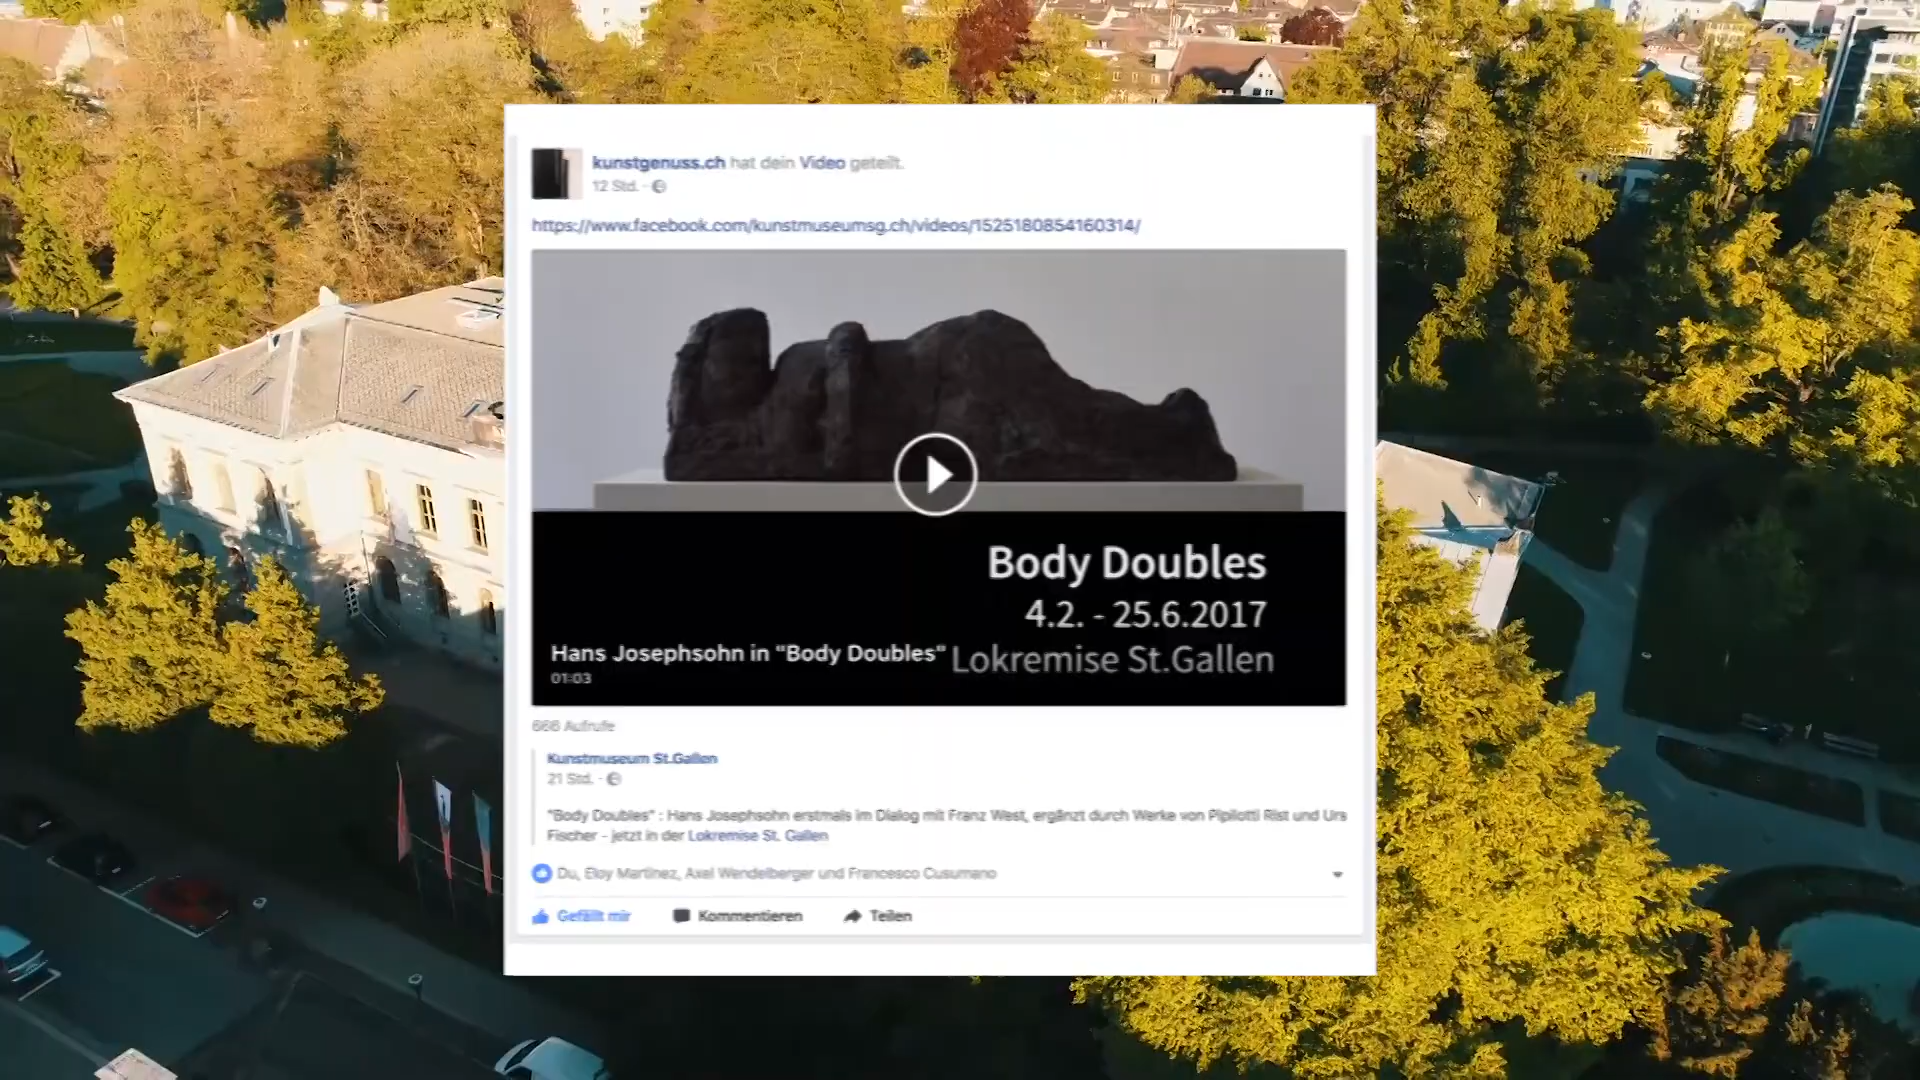 kunstgenuss.ch hat dein Video geteilt.
12 Std.
https://www.facebook.com/kunstmuseumsg.ch/videos/1525180854160314/
Body Doubles
4.2. - 25.6.2017
Lokremise St.Gallen
Hans Josephsohn in "Body Doubles"
01:03
666 Aufrufe
Kunstmuseum St.Gallen
21 Std.
"Body Doubles" : Hans Josephsohn erstmals im Dialog mit Franz West, ergänzt durch Werke von Pipilotti Rist und Urs
Fischer - jetzt in der Lokremise St. Gallen
Du, Eloy Martinez, Axel Wendelberger und Francesco Cusumano
Gefällt mir Kommentieren Teilen